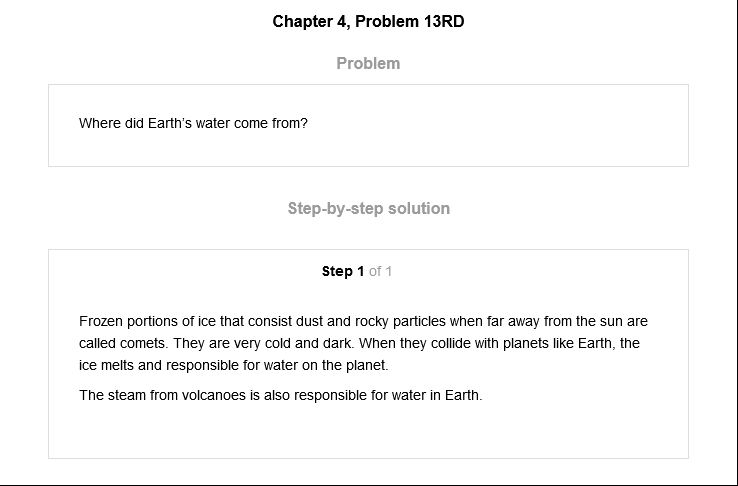 Chapter 4, Problem 13RD
Problem
Where did Earth's water come from?
Step-by-step solution
Step 1 of 1
Frozen portions of ice that consist dust and rocky particles when far away from the sun are
called comets. They are very cold and dark. When they collide with planets like Earth, the
ice melts and responsible for water on the planet.
The steam from volcanoes is also responsible for water in Earth.